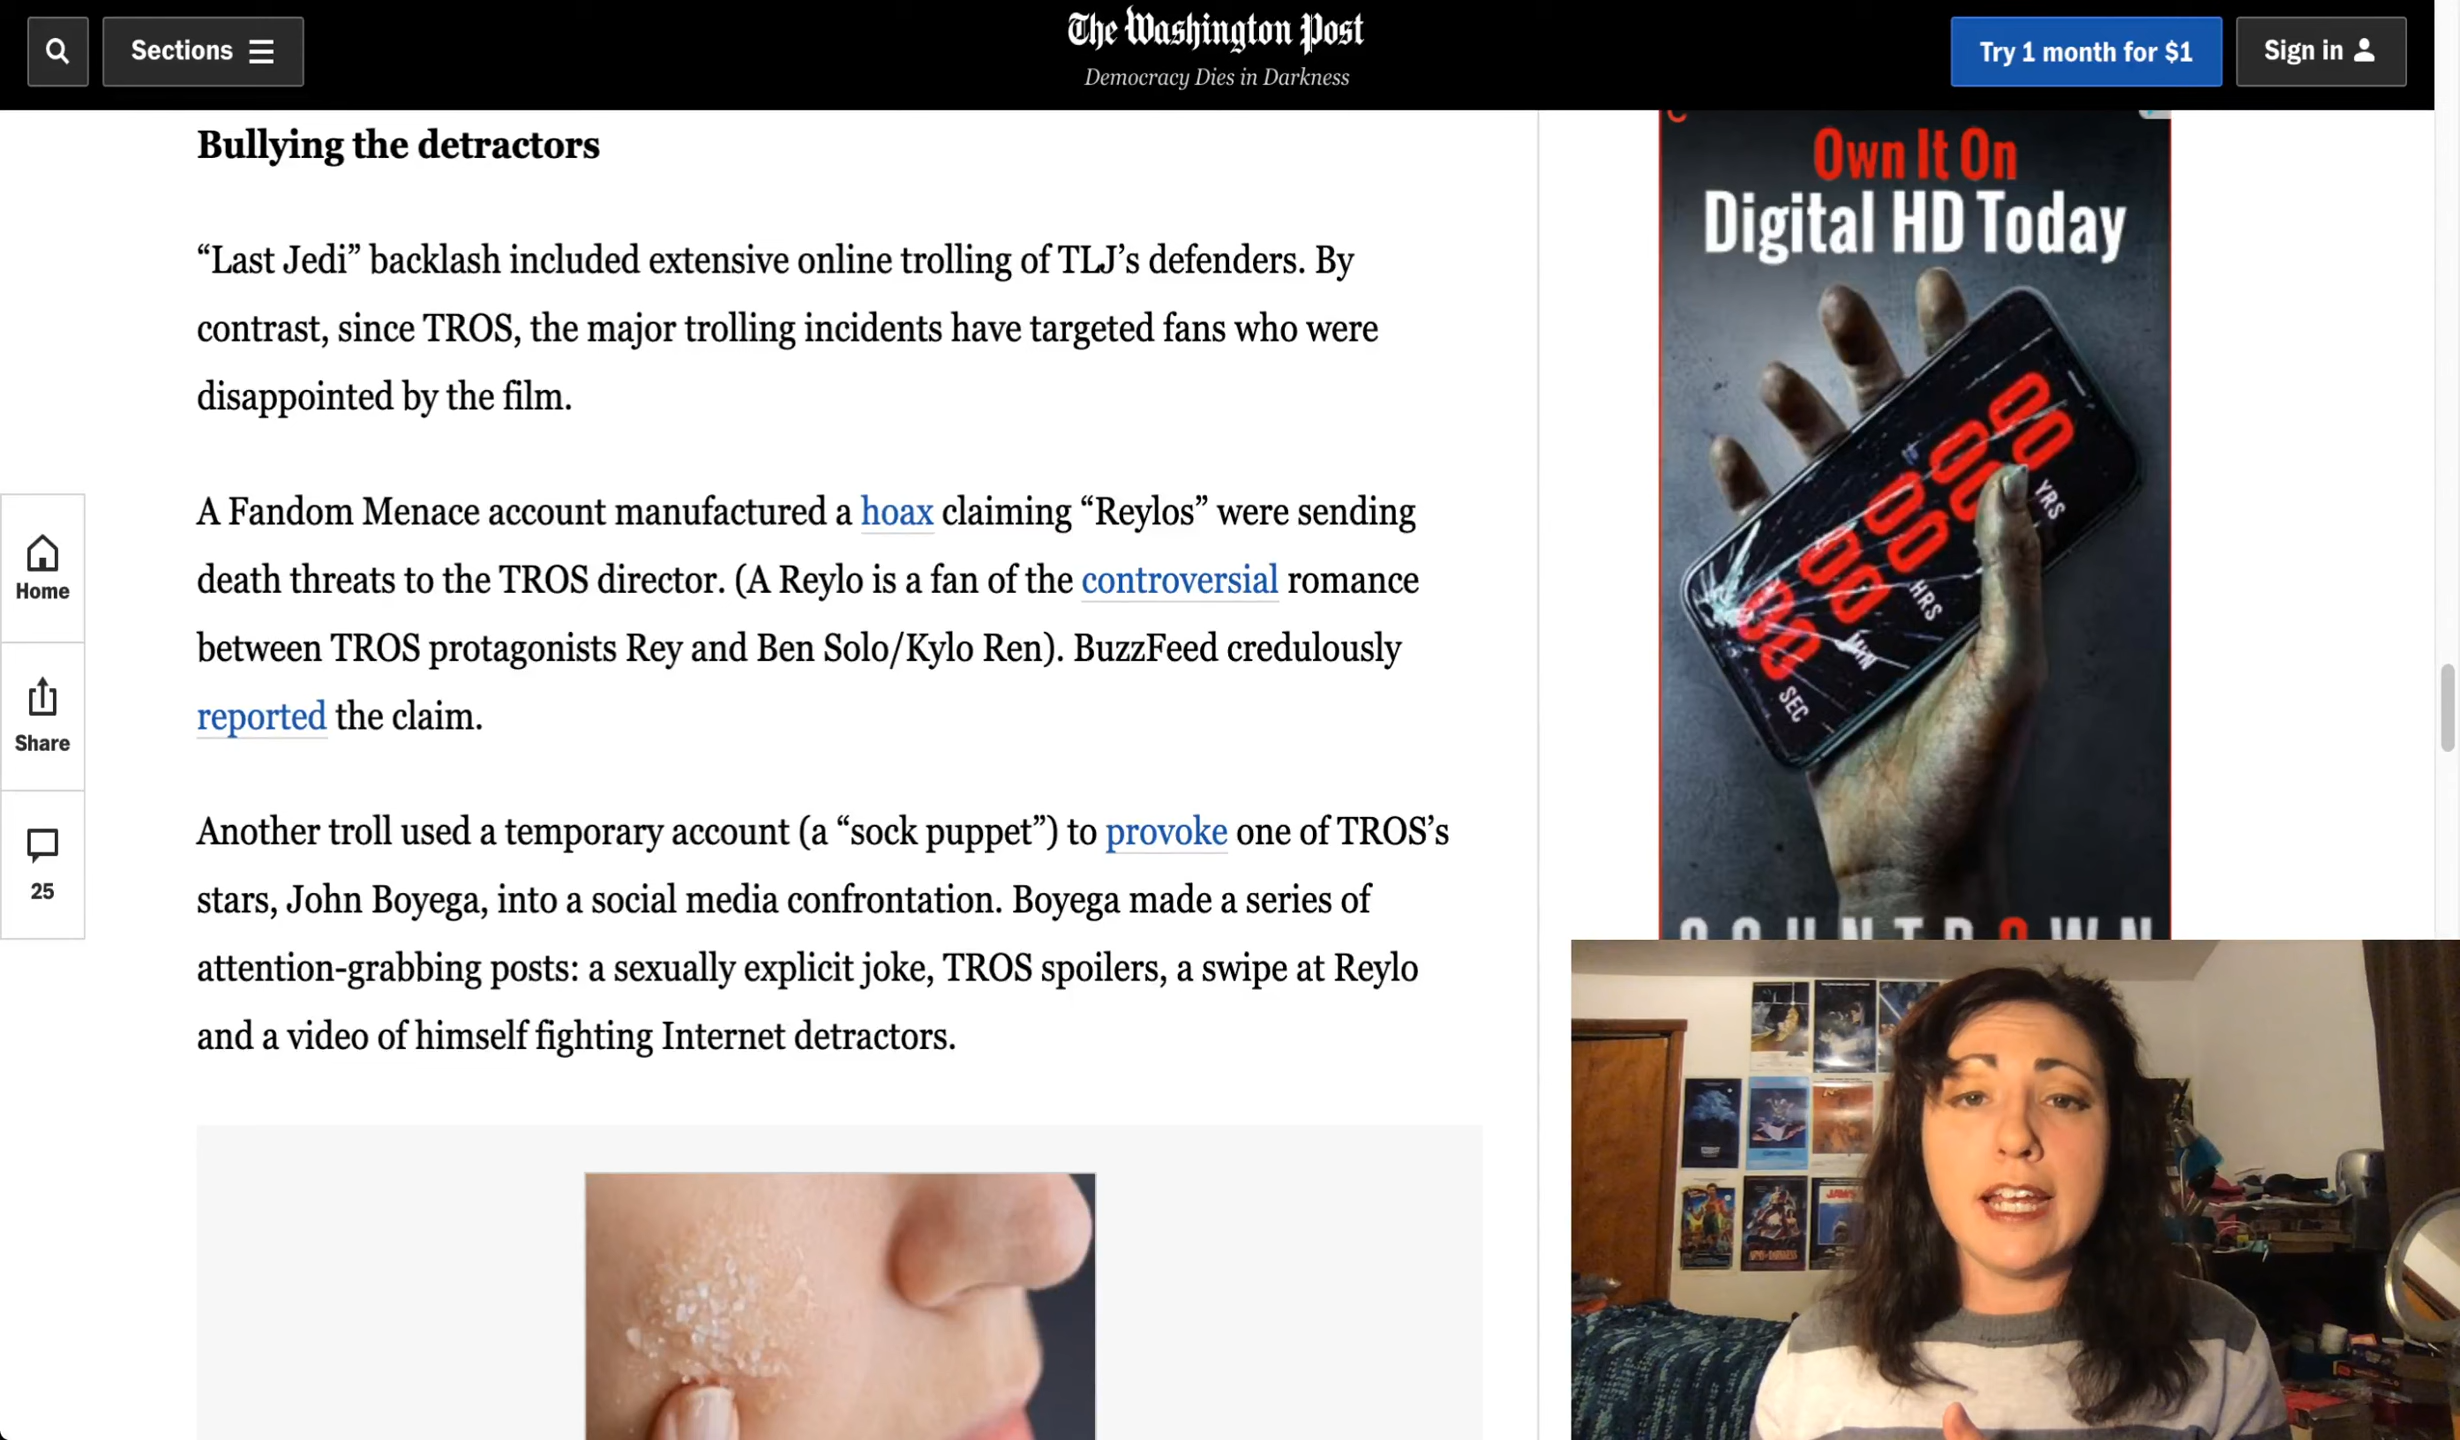 Sections
The Washington Post
Democracy Dies in Darkness
Try 1 month for $1
Sign in
Bullying the detractors
“Last Jedi” backlash included extensive online trolling of TLJ’s defenders. By
contrast, since TROS, the major trolling incidents have targeted fans who were
disappointed by the film.
A Fandom Menace account manufactured a hoax claiming “Reylos” were sending
death threats to the TROS director. (A Reylo is a fan of the controversial romance
between TROS protagonists Rey and Ben Solo/Kylo Ren). BuzzFeed credulously
reported the claim.
Another troll used a temporary account (a “sock puppet”) to provoke one of TROS’s
stars, John Boyega, into a social media confrontation. Boyega made a series of
attention-grabbing posts: a sexually explicit joke, TROS spoilers, a swipe at Reylo
and a video of himself fighting Internet detractors.
Home
Share
25
Own It On
Digital HD Today
00 YRS
00
00 HRS
00 MIN
00 SEC
COUNTDOWN
JAWS